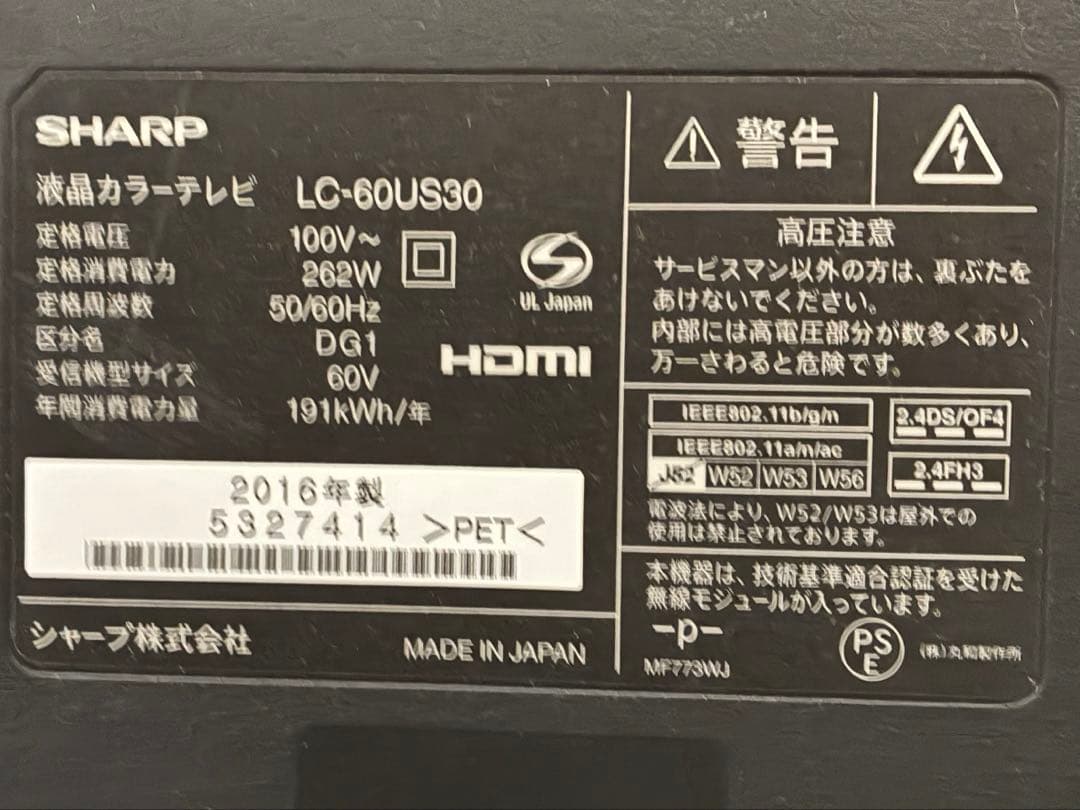 SHARP
液晶カラーテレビ LC-60US30
定格電圧 100V~
定格消費電力 262W
定格周波数 50/60Hz
区分名 DG1
受信機型サイズ 60V
年間消費電力量 191kWh/年
S
UL Japan
HDMI
2016年製
5327414 >PET<
シャープ株式会社 MADE IN JAPAN
警告
高圧注意
サービスマン以外の方は、裏ぶたを
あけないでください。
内部には高電圧部分が数多くあり、
万一さわると危険です。
IEEE802.11b/g/n
IEEE802.11a/n/ac
J52 W52 W53 W56
2.4DS/OF4
2.4FH3
電波法により、W52/W53は屋外での
使用は禁止されております。
本機器は、技術基準適合認証を受けた
無線モジュールが入っています。
-p-
MF773WJ
PS
E
(株)丸和製作所